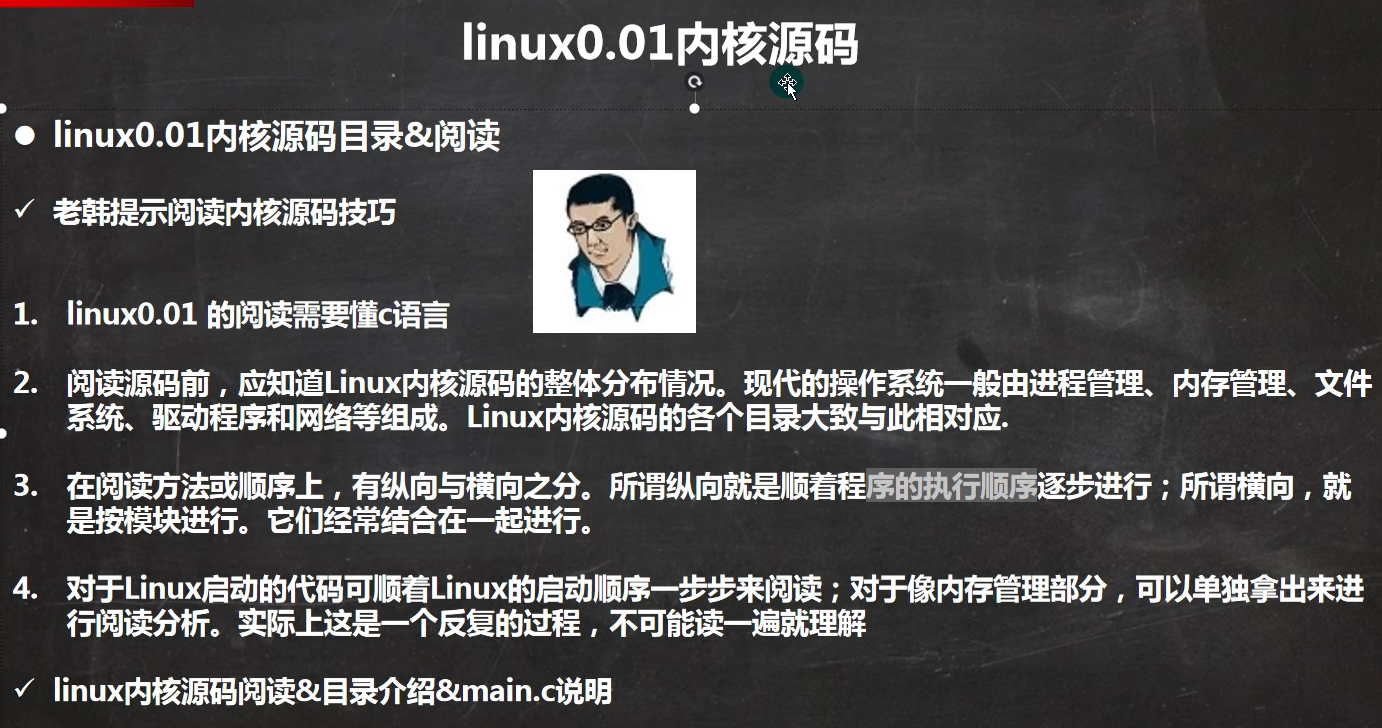 linux0.01内核源码
● linux0.01内核源码目录&阅读
✓ 老韩提示阅读内核源码技巧
1. linux0.01 的阅读需要懂c语言
2. 阅读源码前，应知道Linux内核源码的整体分布情况。现代的操作系统一般由进程管理、内存管理、文件
系统、驱动程序和网络等组成。Linux内核源码的各个目录大致与此相对应.
3. 在阅读方法或顺序上，有纵向与横向之分。所谓纵向就是顺着程序的执行顺序逐步进行；所谓横向，就
是按模块进行。它们经常结合在一起进行。
4. 对于Linux启动的代码可顺着Linux的启动顺序一步步来阅读；对于像内存管理部分，可以单独拿出来进
行阅读分析。实际上这是一个反复的过程，不可能读一遍就理解
✓ linux内核源码阅读&目录介绍&main.c说明